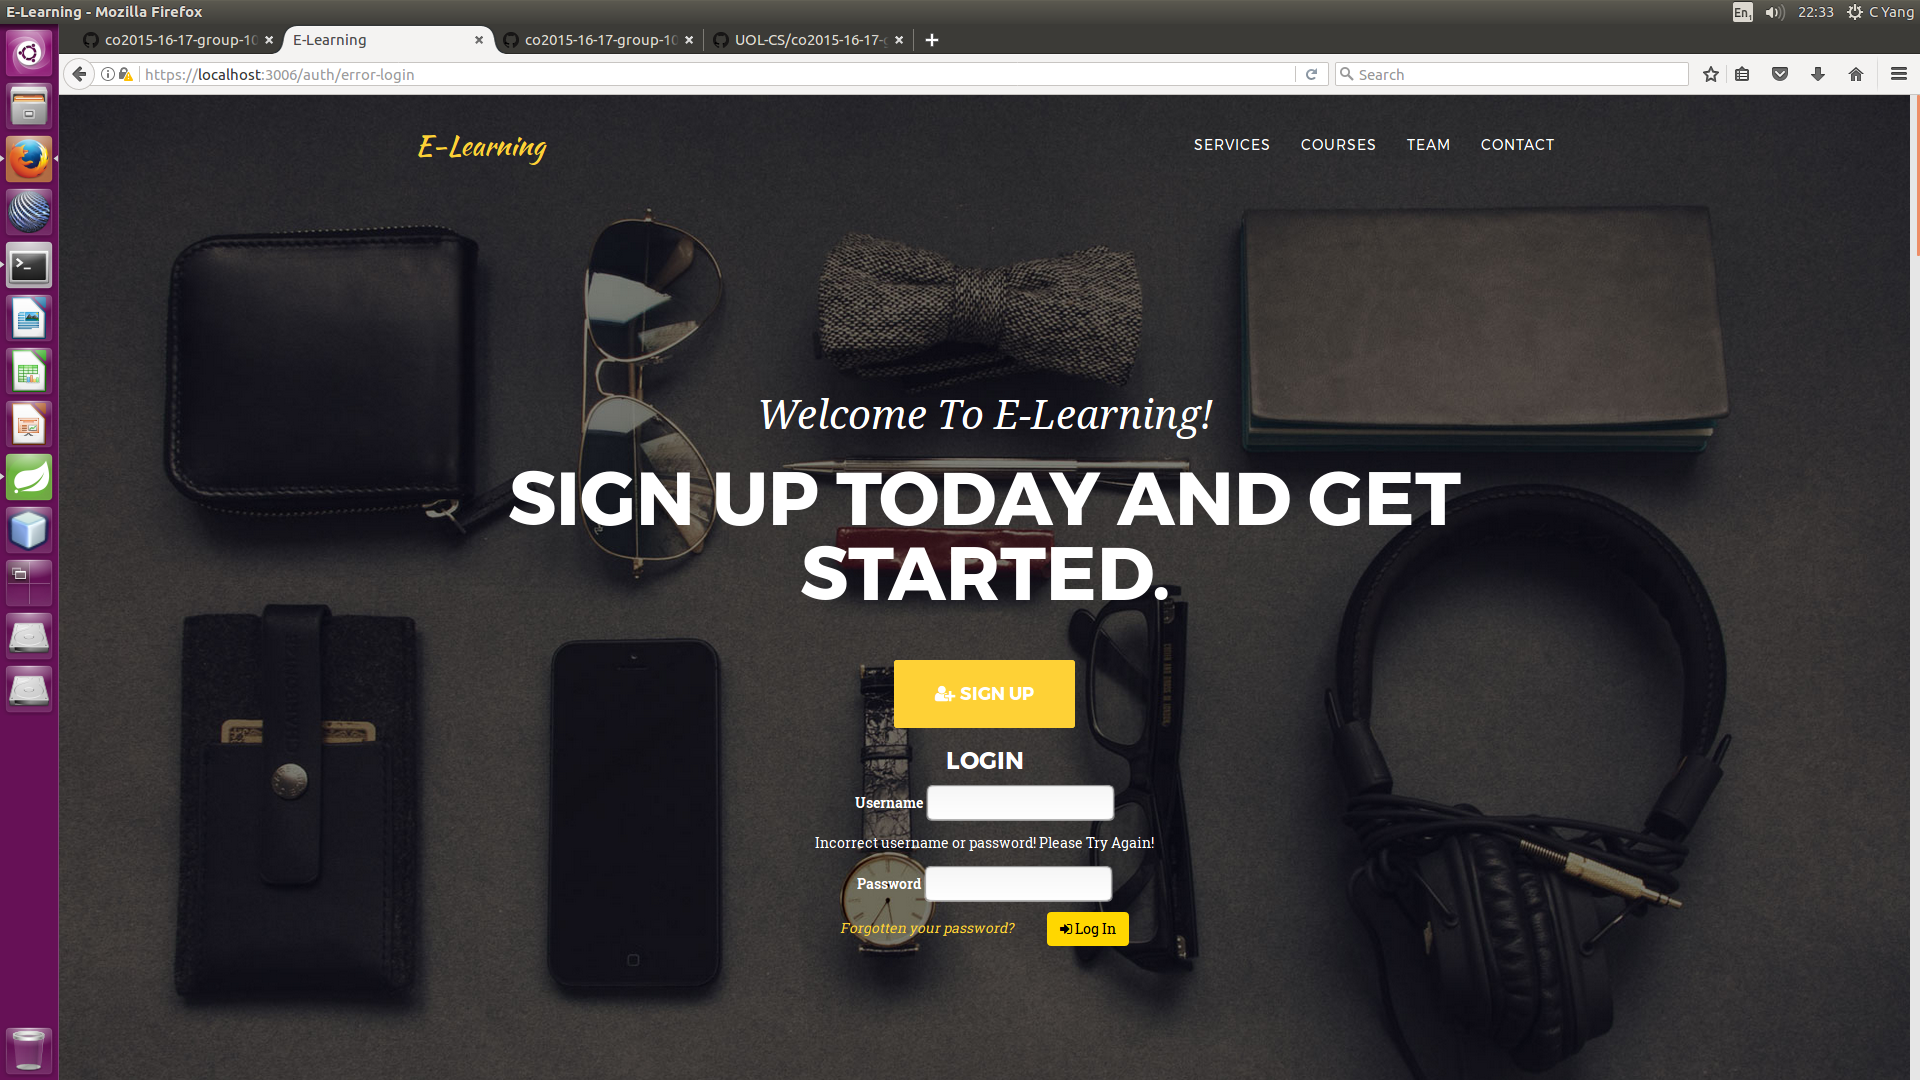 E-Learning - Mozilla Firefox
En1 22:33 C Yang
co2015-16-17-group-10 E-Learning co2015-16-17-group-10 UOL-CS/co2015-16-17-g
https://localhost:3006/auth/error-login Search
E-Learning SERVICES COURSES TEAM CONTACT
Welcome To E-Learning!
SIGN UP TODAY AND GET
STARTED.
SIGN UP
LOGIN
Username
Incorrect username or password! Please Try Again!
Password
Forgotten your password? Log In